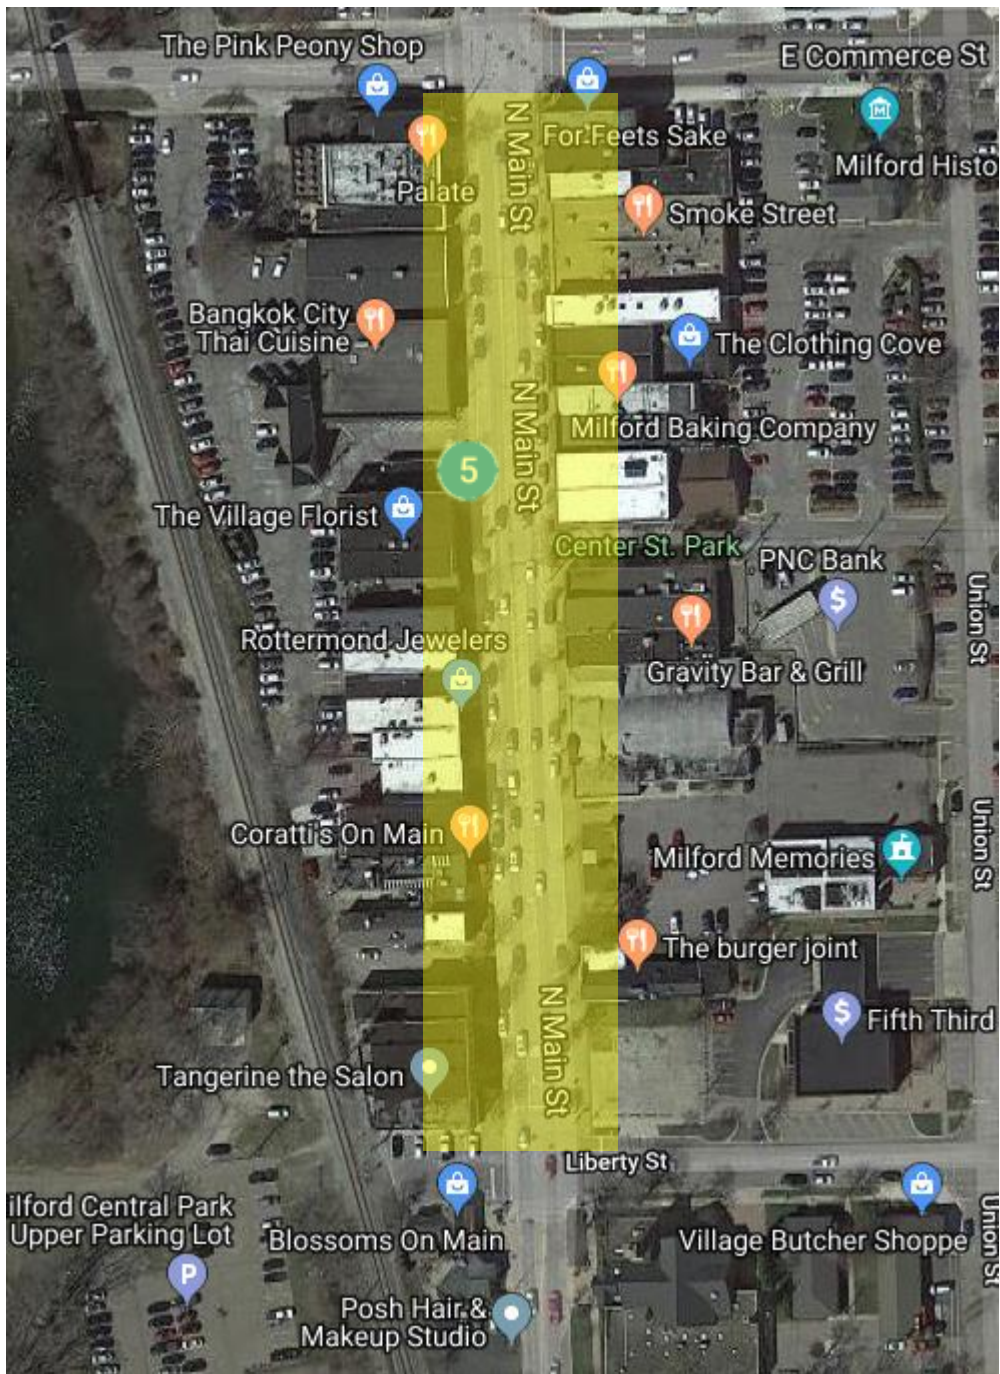 The Pink Peony Shop
E Commerce St
N Main St
For Feets Sake
Milford Histo
Palate
Smoke Street
Bangkok City
Thai Cuisine
The Clothing Cove
N Main St
Milford Baking Company
5
The Village Florist
Center St. Park
PNC Bank
$
Union St
Rottermond Jewelers
Gravity Bar & Grill
Coratti's On Main
Milford Memories
Union St
The burger joint
N Main St
$
Fifth Third
Tangerine the Salon
Liberty St
ilford Central Park
Upper Parking Lot
P
Blossoms On Main
Village Butcher Shoppe
Union St
Posh Hair &
Makeup Studio
M